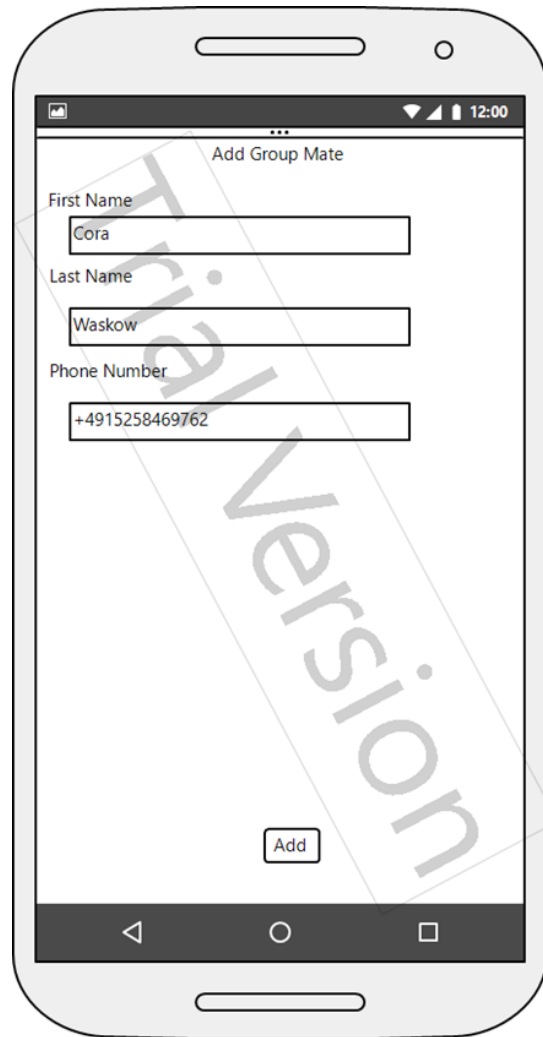 12:00
Add Group Mate
First Name
Cora
Last Name
Waskow
Phone Number
+4915258469762
Add
Trial Version